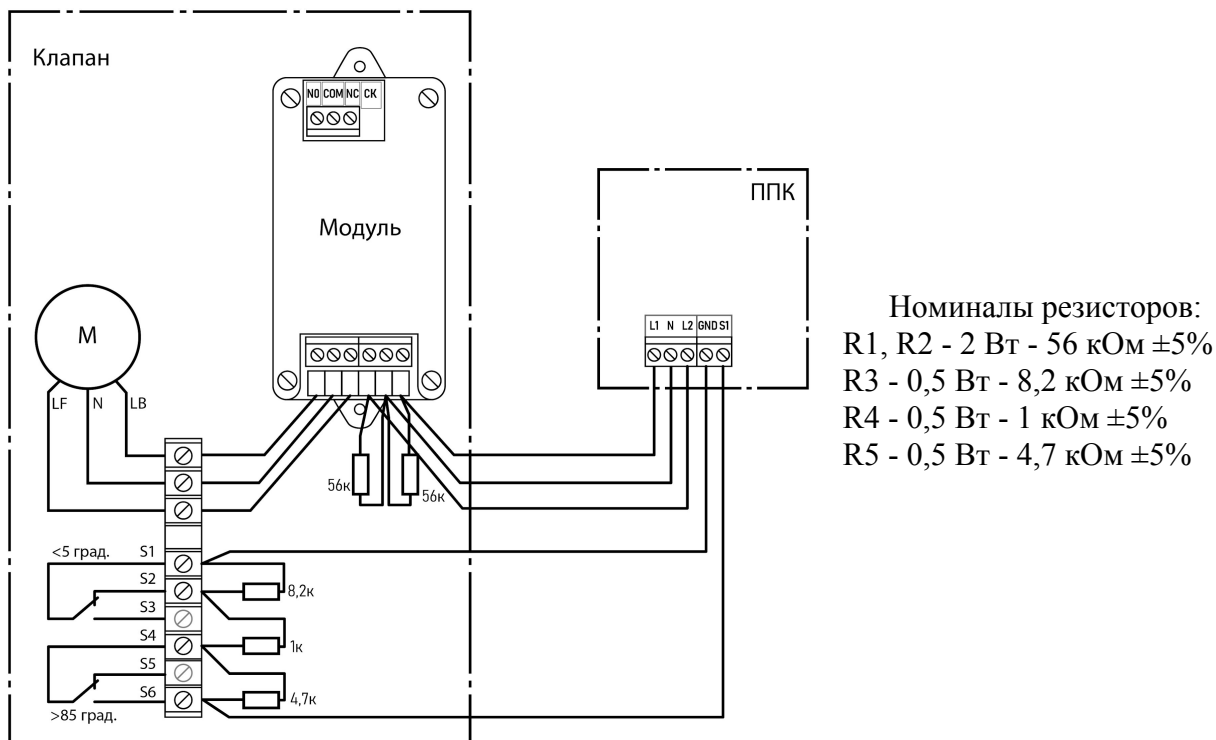 Клапан
NO COM NC СК
Модуль
ППК
L1 N L2 GND S1
M
LF N LB
56к
56к
<5 град.
S1
S2
8,2к
S3
S4
1к
S5
S6
4,7к
>85 град.
Номиналы резисторов:
R1, R2 - 2 Вт - 56 кОм ±5%
R3 - 0,5 Вт - 8,2 кОм ±5%
R4 - 0,5 Вт - 1 кОм ±5%
R5 - 0,5 Вт - 4,7 кОм ±5%